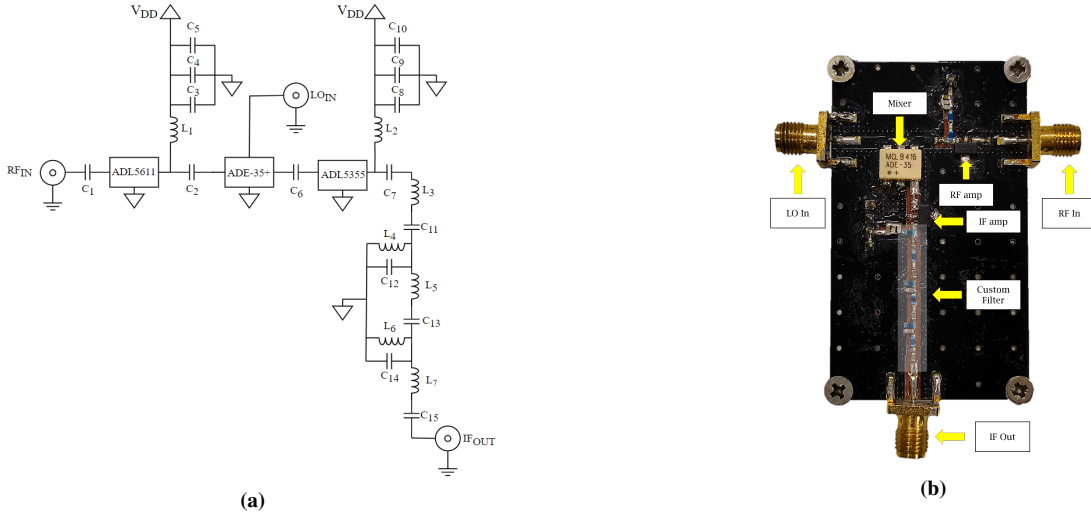 VDD
C5
C4
C3
L1
VDD
C10
C9
C8
L2
LOIN
RFIN
C1
ADL5611
C2
ADE-35+
C6
ADL5355
C7
L3
C11
L4
C12
L5
C13
L6
C14
L7
C15
IFOUT
(a)
Mixer
MCL B 416
ADE-35
+
LO In
RF amp
RF In
IF amp
Custom
Filter
IF Out
(b)